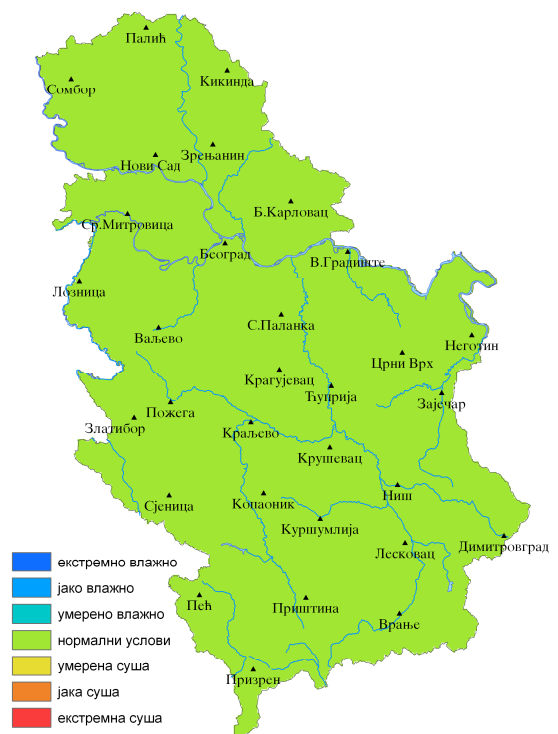 Палић
Кикинда
Сомбор
Зрењанин
Нови Сад
Б.Карловац
Ср.Митровица
Београд
В.Градиште
Лозница
С.Паланка
Ваљево
Неготин
Црни Врх
Крагујевац
Ћуприја
Зајечар
Пожега
Златибор
Краљево
Крушевац
Ниш
Копаоник
Сјеница
Куршумлија
Димитровград
Лесковац
Пећ
Приштина
Врање
Призрен
екстремно влажно
јако влажно
умерено влажно
нормални услови
умерена суша
јака суша
екстремна суша